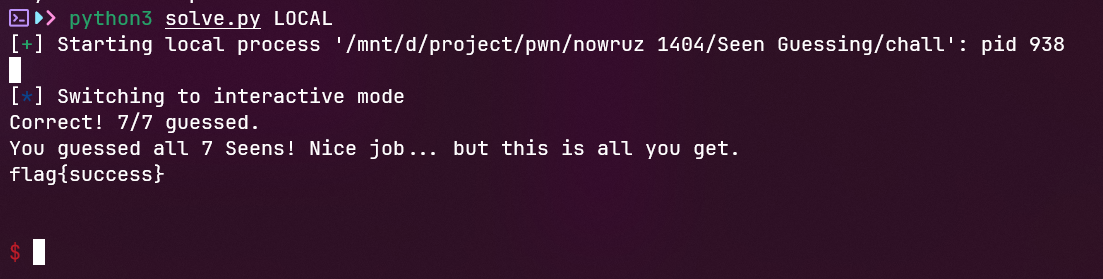 python3 solve.py LOCAL
[+] Starting local process '/mnt/d/project/pwn/nowruz 1404/Seen Guessing/chall': pid 938
[*] Switching to interactive mode
Correct! 7/7 guessed.
You guessed all 7 Seens! Nice job... but this is all you get.
flag{success}
$